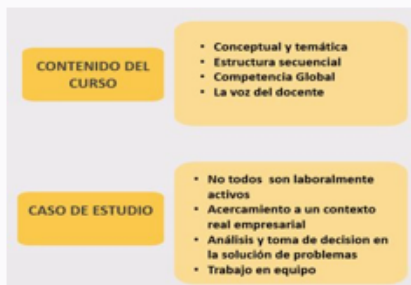 CONTENIDO DEL
CURSO
• Conceptual y temática
• Estructura secuencial
• Competencia Global
• La voz del docente
CASO DE ESTUDIO
• No todos son laboralmente
activos
• Acercamiento a un contexto
real empresarial
• Análisis y toma de decision en
la solución de problemas
• Trabajo en equipo